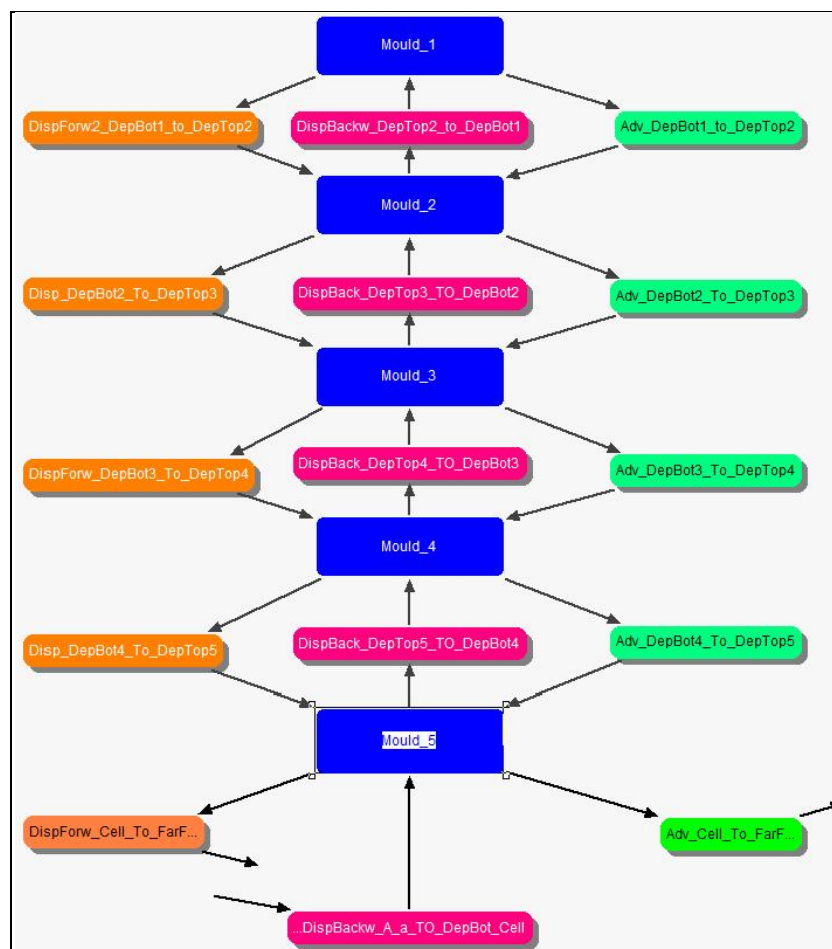 Mould_1
DispForw2_DepBot1_to_DepTop2
DispBackw_DepTop2_to_DepBot1
Adv_DepBot1_to_DepTop2
Mould_2
Disp_DepBot2_To_DepTop3
DispBack_DepTop3_TO_DepBot2
Adv_DepBot2_To_DepTop3
Mould_3
DispForw_DepBot3_To_DepTop4
DispBack_DepTop4_TO_DepBot3
Adv_DepBot3_To_DepTop4
Mould_4
Disp_DepBot4_To_DepTop5
DispBack_DepTop5_TO_DepBot4
Adv_DepBot4_To_DepTop5
Mould_5
DispForw_Cell_To_FarF...
Adv_Cell_To_FarF...
...DispBackw_A_a_TO_DepBot_Cell